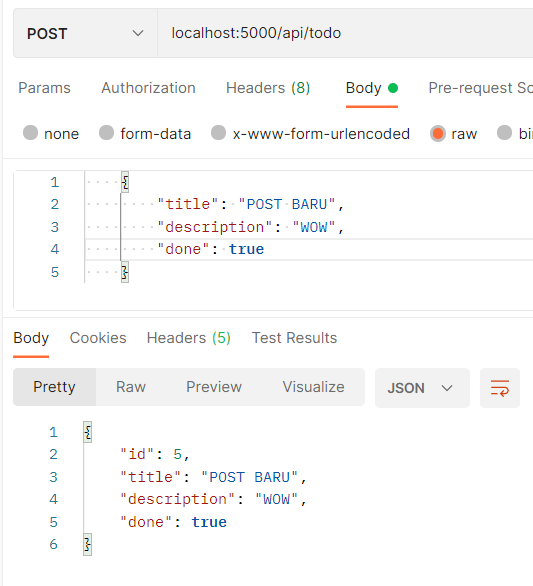 POST localhost:5000/api/todo
Params Authorization Headers (8) Body Pre-request Sc
none form-data x-www-form-urlencoded raw bin
1 {
2 "title": "POST BARU",
3 "description": "WOW",
4 "done": true
5 }
Body Cookies Headers (5) Test Results
Pretty Raw Preview Visualize JSON
1 {
2 "id": 5,
3 "title": "POST BARU",
4 "description": "WOW",
5 "done": true
6 }